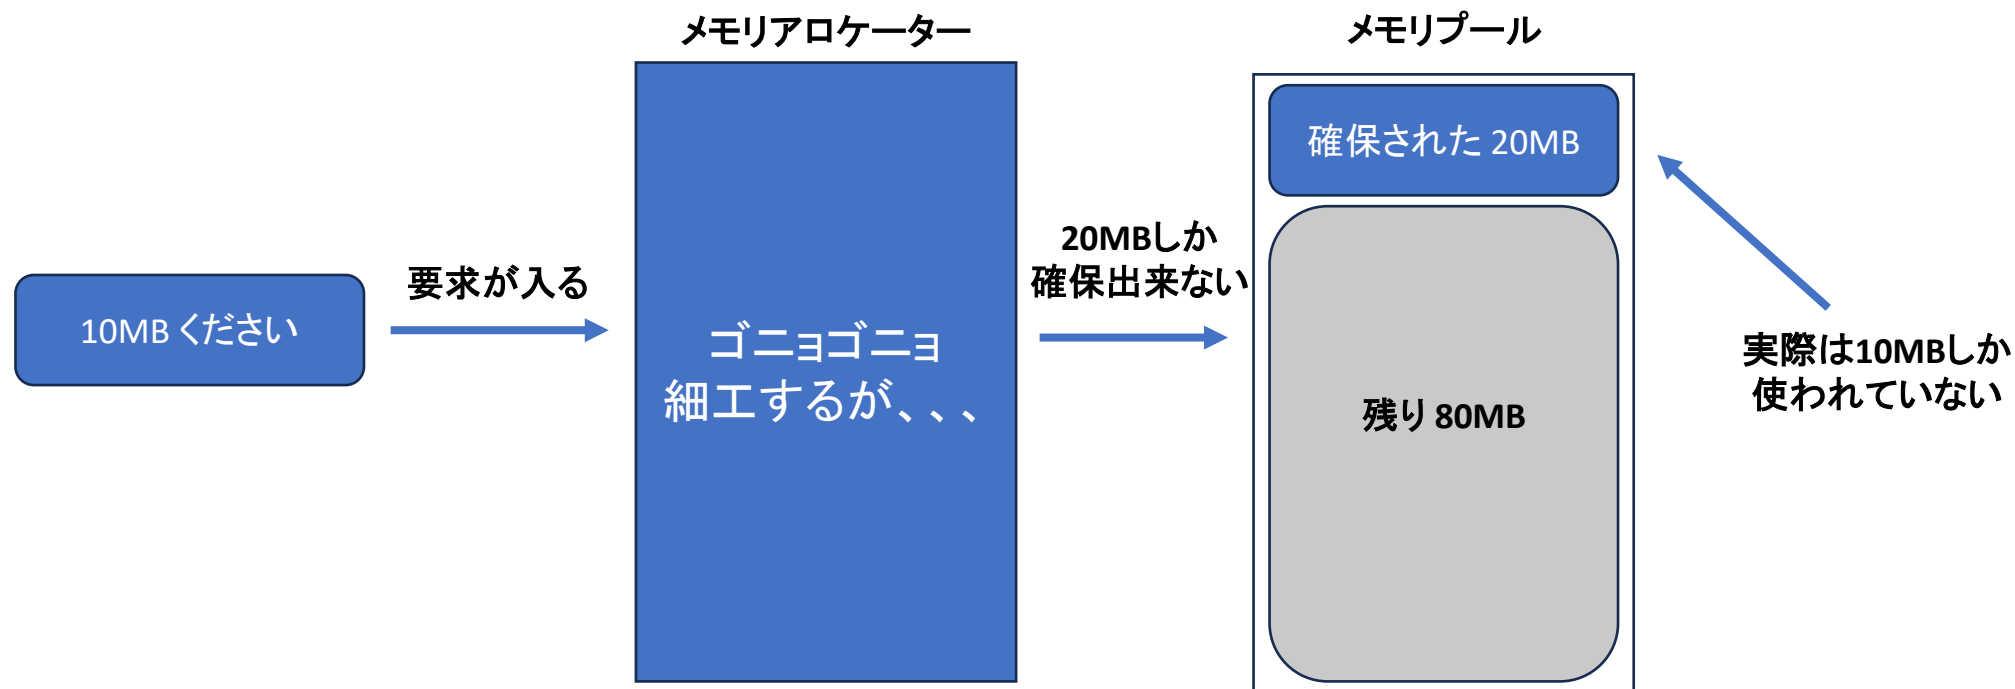 メモリアロケーター
メモリプール
10MB ください
要求が入る
ゴニョゴニョ
細工するが、、、
20MBしか
確保出来ない
確保された 20MB
残り 80MB
実際は10MBしか
使われていない